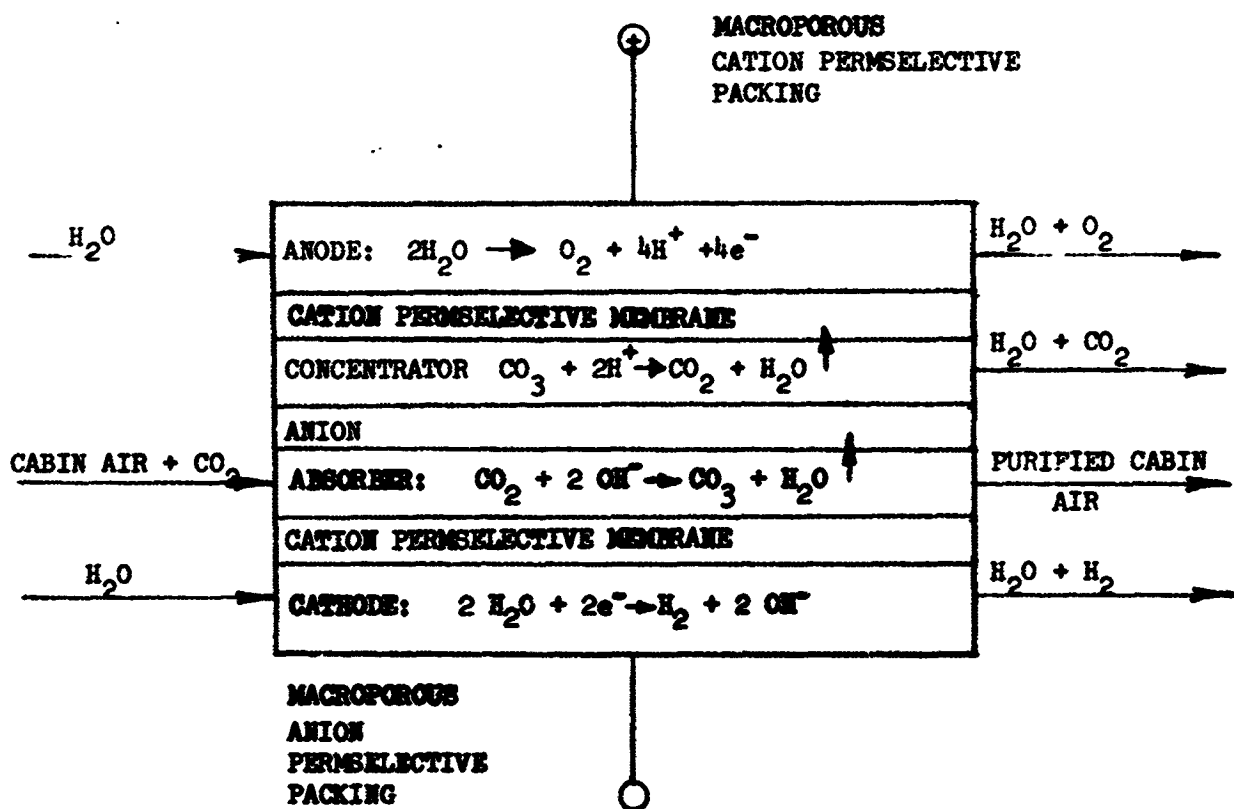 MACROPOROUS
CATION PERMSELECTIVE
PACKING
+
H₂O
ANODE: 2H₂O → O₂ + 4H⁺ +4e⁻
H₂O + O₂
CATION PERMSELECTIVE MEMBRANE
CONCENTRATOR CO₃ + 2H⁺→CO₂ + H₂O
H₂O + CO₂
ANION
CABIN AIR + CO₂
ABSORBER: CO₂ + 2 OH⁻→CO₃ + H₂O
PURIFIED CABIN
AIR
CATION PERMSELECTIVE MEMBRANE
H₂O
CATHODE: 2 H₂O + 2e⁻→H₂ + 2 OH⁻
H₂O + H₂
MACROPOROUS
ANION
PERMSELECTIVE
PACKING